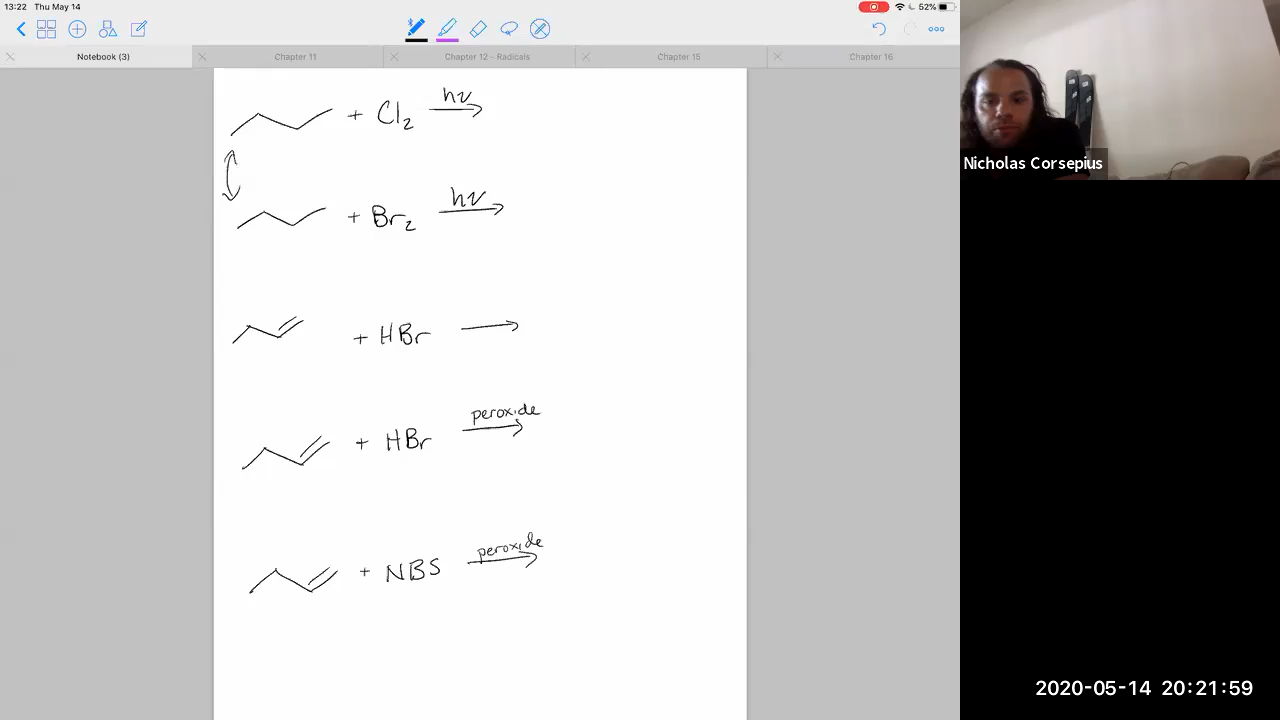 13:22 Thu May 14
52%
Notebook (3)
Chapter 11
Chapter 12 - Radicals
Chapter 15
Chapter 16
+ Cl2 hν
+ Br2 hν
+ HBr
+ HBr peroxide
+ NBS peroxide
Nicholas Corsepius
2020-05-14 20:21:59